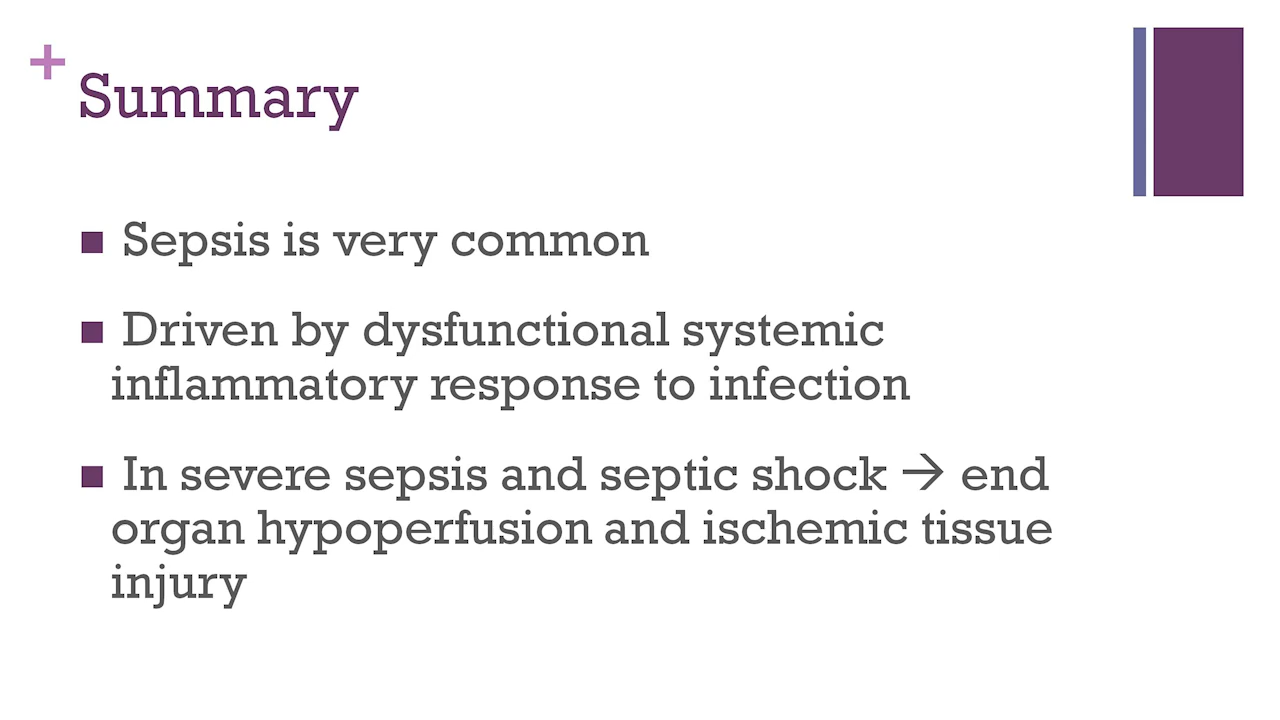 +
Summary
■ Sepsis is very common
■ Driven by dysfunctional systemic
inflammatory response to infection
■ In severe sepsis and septic shock → end
organ hypoperfusion and ischemic tissue
injury